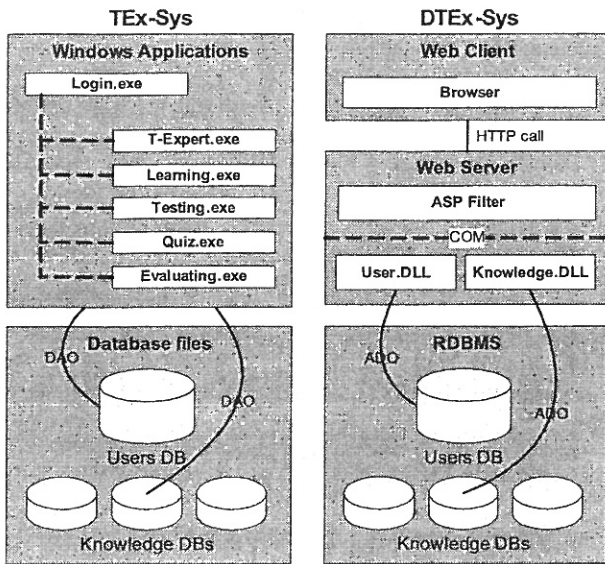 TEx-Sys
Windows Applications
Login.exe
T-Expert.exe
Learning.exe
Testing.exe
Quiz.exe
Evaluating.exe
Database files
DAO
DAO
Users DB
Knowledge DBs
DTEx-Sys
Web Client
Browser
HTTP call
Web Server
ASP Filter
COM
User.DLL
Knowledge.DLL
RDBMS
ADO
ADO
Users DB
Knowledge DBs